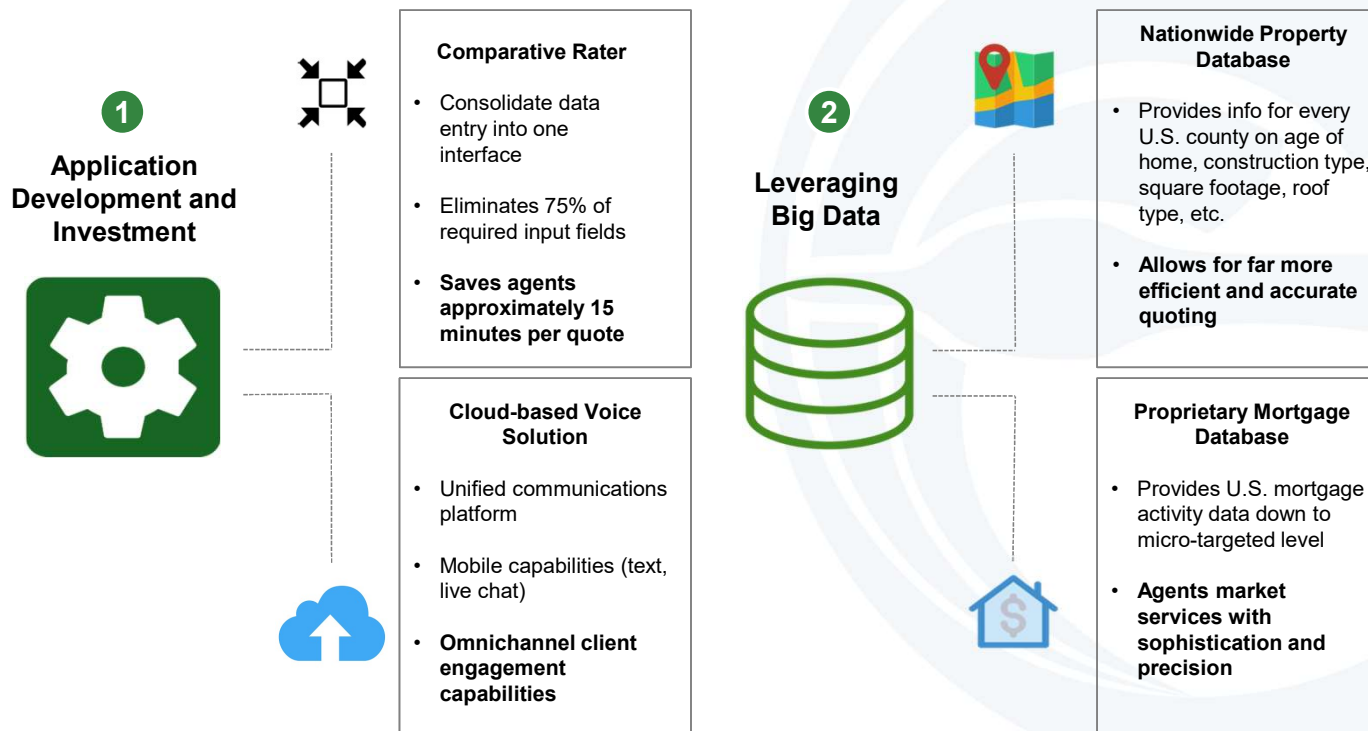 1
Application
Development and
Investment
Comparative Rater
• Consolidate data
entry into one
interface
• Eliminates 75% of
required input fields
• Saves agents
approximately 15
minutes per quote
Cloud-based Voice
Solution
• Unified communications
platform
• Mobile capabilities (text,
live chat)
• Omnichannel client
engagement
capabilities
2
Leveraging
Big Data
Nationwide Property
Database
• Provides info for every
U.S. county on age of
home, construction type,
square footage, roof
type, etc.
• Allows for far more
efficient and accurate
quoting
Proprietary Mortgage
Database
• Provides U.S. mortgage
activity data down to
micro-targeted level
• Agents market
services with
sophistication and
precision
$